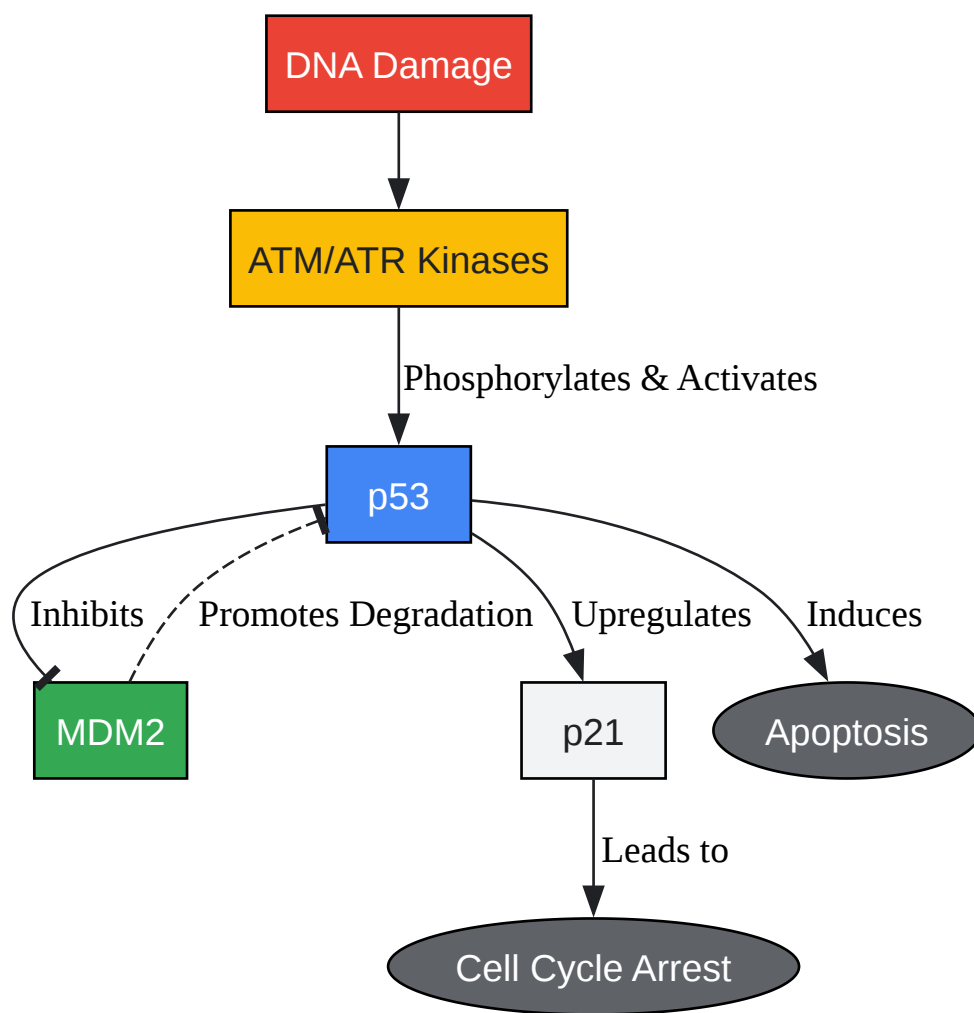 DNA Damage
ATM/ATR Kinases
Phosphorylates & Activates
p53
Inhibits
Promotes Degradation
Upregulates
Induces
MDM2
p21
Apoptosis
Leads to
Cell Cycle Arrest